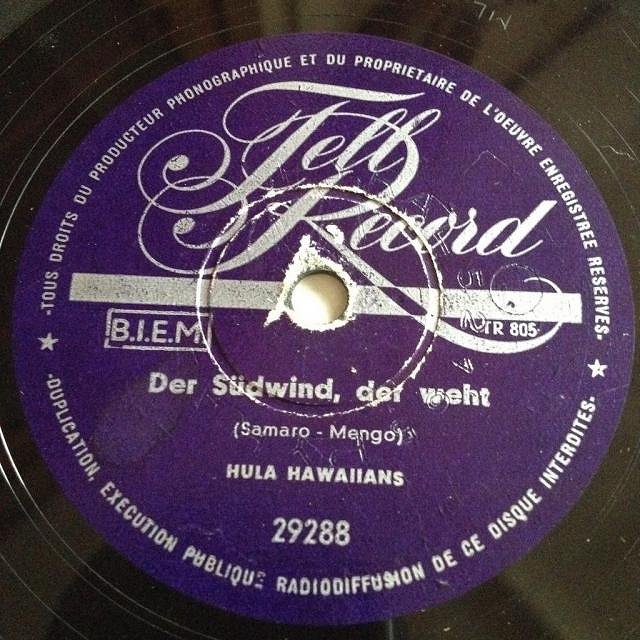 -TOUS DROITS DU PRODUCTEUR PHONOGRAPHIQUE ET DU PROPRIETAIRE DE L'OEUVRE ENREGISTREE RESERVES-
Tell
Record
B.I.E.M
TR 805
Der Südwind, der weht
(Samaro - Mengo)
HULA HAWAIIANS
29288
-DUPLICATION, EXECUTION PUBLIQUE RADIODIFFUSION DE CE DISQUE INTERDITES.